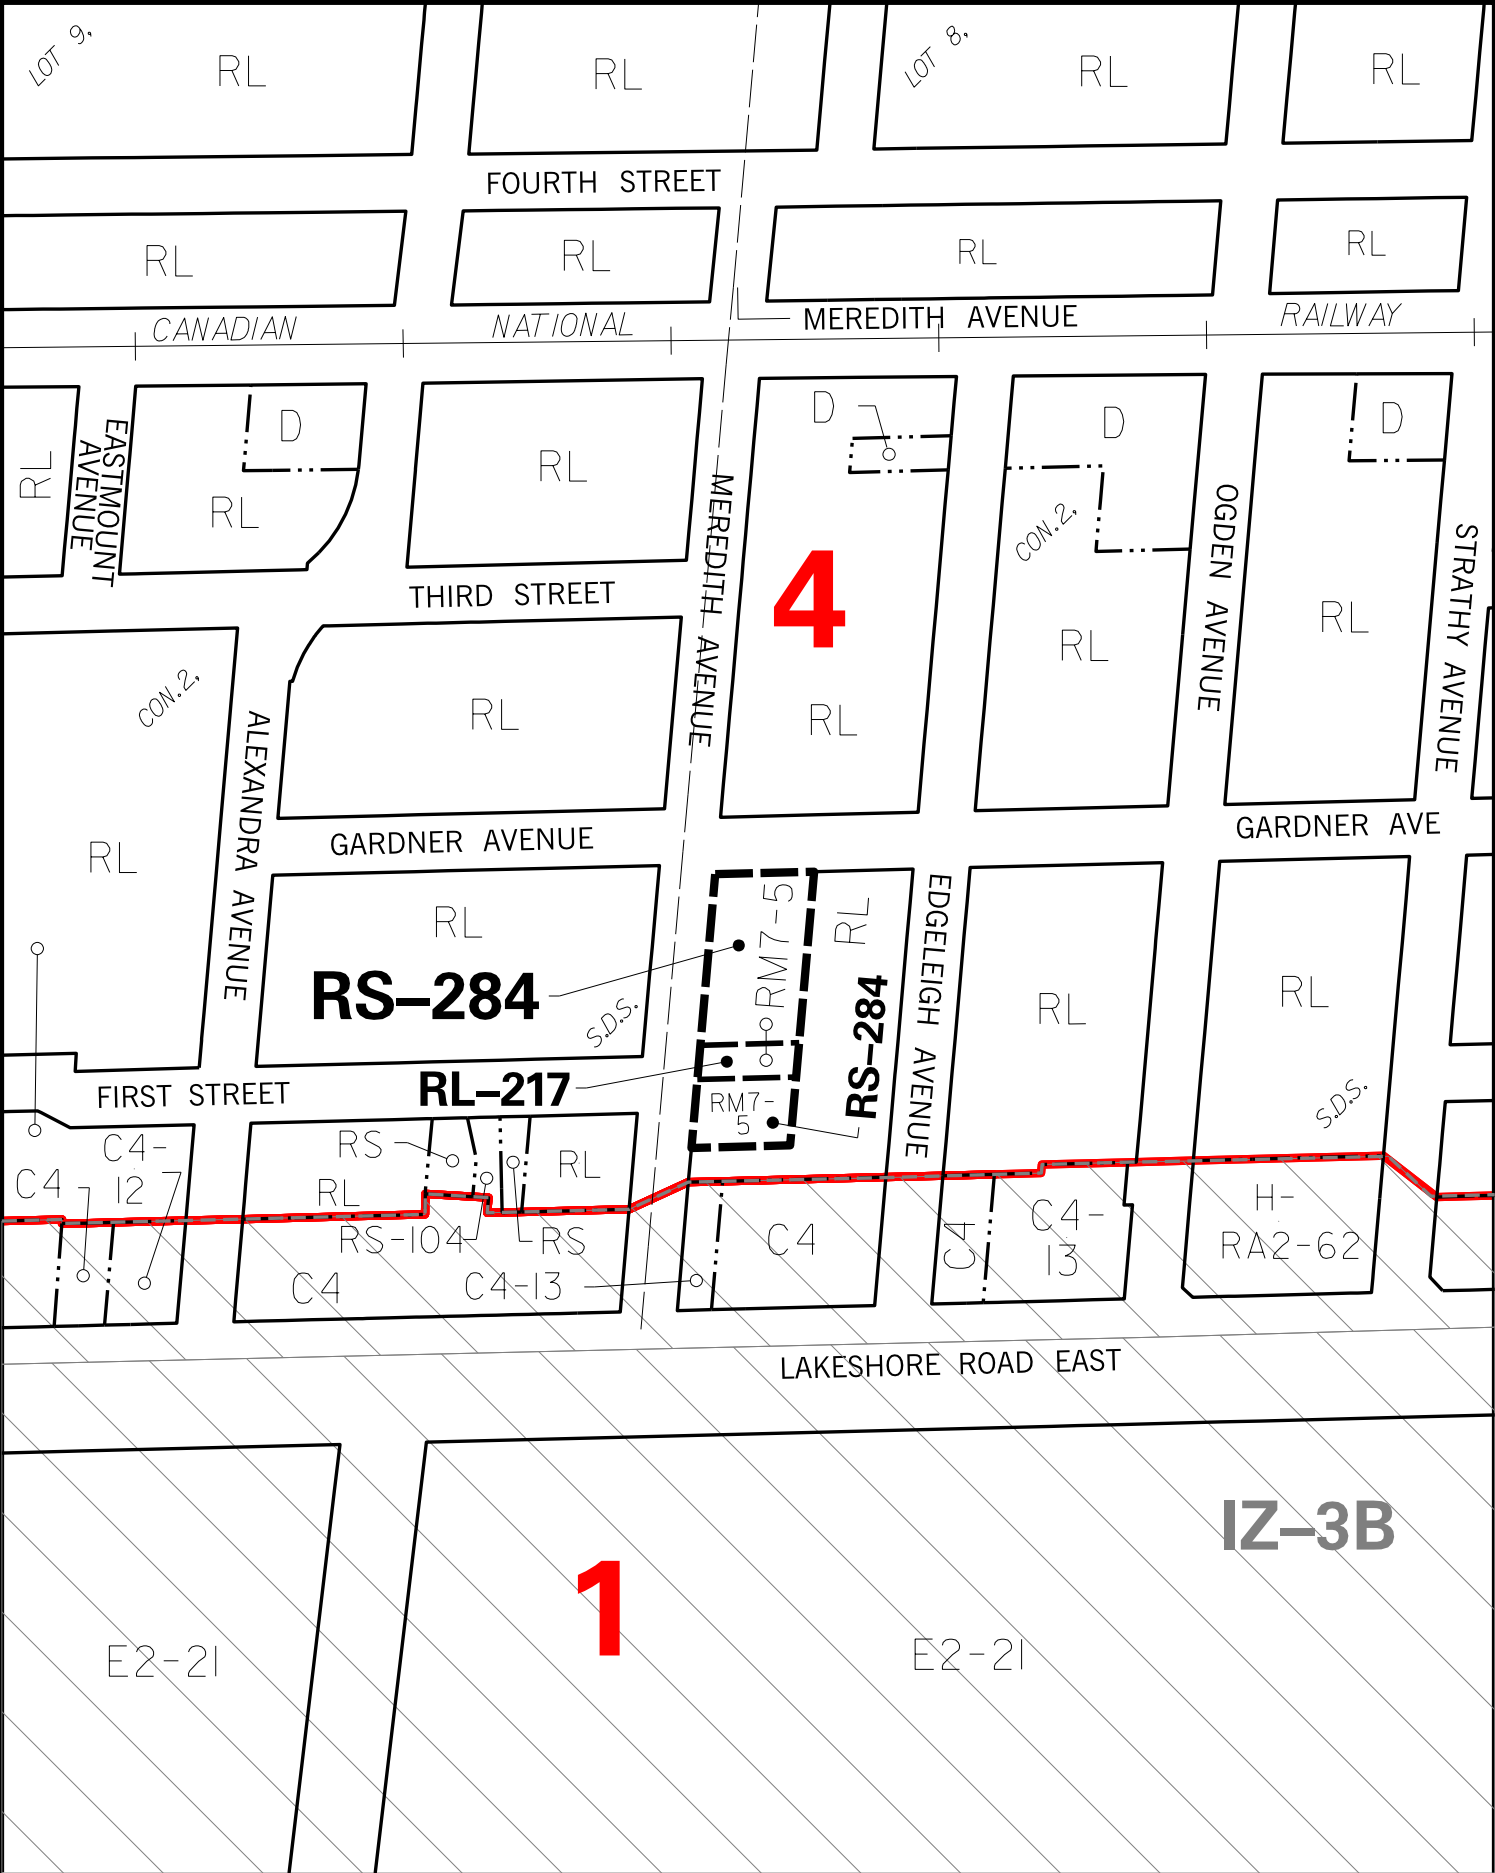 LOT 9,
RL
RL
LOT 8,
RL
RL
FOURTH STREET
RL
RL
RL
RL
CANADIAN
NATIONAL
MEREDITH AVENUE
RAILWAY
RL
EASTMOUNT
AVENUE
D
RL
RL
MEREDITH AVENUE
D
4
RL
D
CON.2,
RL
OGDEN AVENUE
D
RL
STRATHY AVENUE
THIRD STREET
CON.2,
RL
ALEXANDRA AVENUE
RL
GARDNER AVENUE
GARDNER AVE
RL
RS-284
S.D.S.
RM7-5
RL
RS-284
EDGELEIGH AVENUE
RL
RL
S.D.S.
FIRST STREET
RL-217
RM7-
5
C4
C4-
12
RS
RL
RL
RS-104
RS
C4
C4-13
C4
C4
C4-
13
H-
RA2-62
LAKESHORE ROAD EAST
IZ-3B
1
E2-21
E2-21